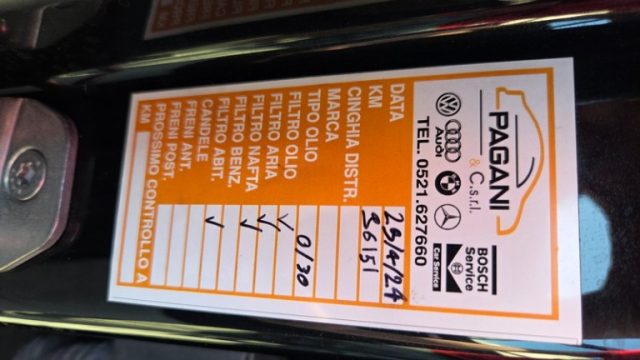 PAGANI
& C.s.r.l.
Audi
BOSCH
Service
Car Service
TEL. 0521.627660
DATA 23/4/24
KM 36151
CINGHIA DISTR.
MARCA
TIPO OLIO 0/30
FILTRO OLIO ✓
FILTRO ARIA ✓
FILTRO NAFTA ✓
FILTRO BENZ.
FILTRO ABIT. ✓
CANDELE
FRENI ANT.
FRENI POST.
PROSSIMO CONTROLLO A
KM